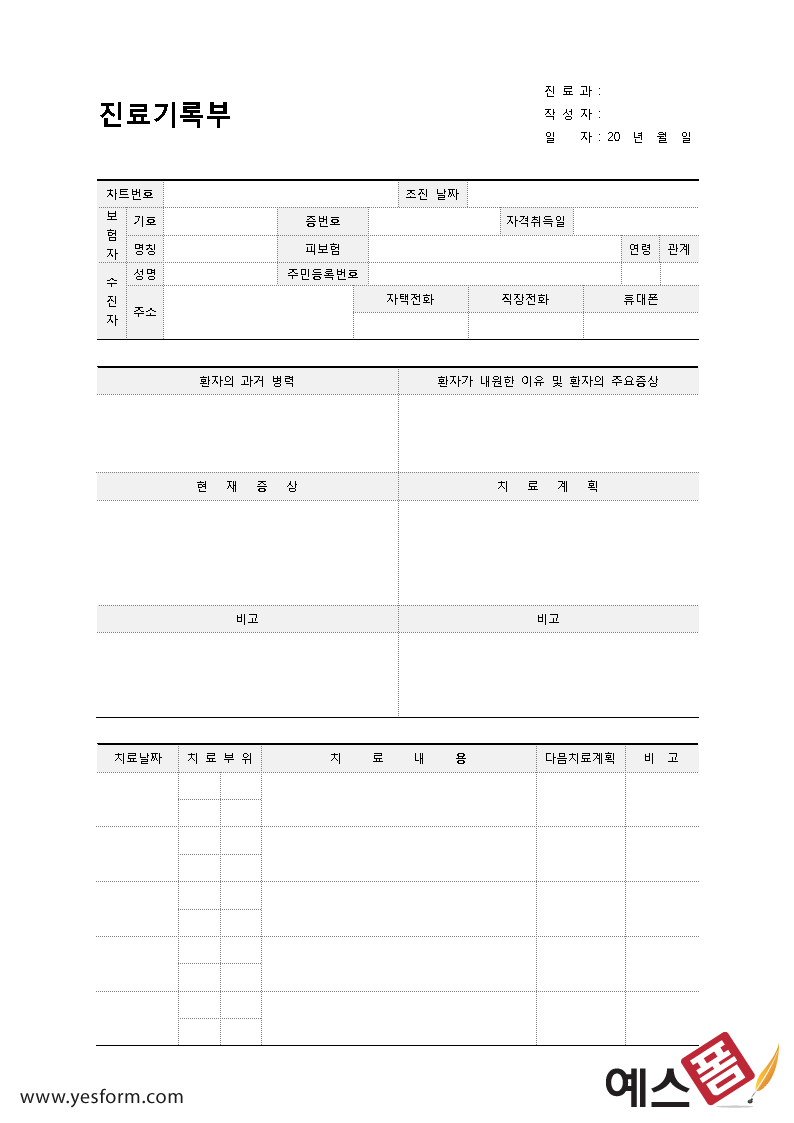 진 료 과 :
진료기록부
작 성 자 :
일 자 : 20 년 월 일
차트번호 초진 날짜
보험자 기호 증번호 자격취득일
명칭 피보험 연령 관계
수진자 성명 주민등록번호
주소 자택전화 직장전화 휴대폰
환자의 과거 병력 환자가 내원한 이유 및 환자의 주요증상
현 재 증 상 치 료 계 획
비고 비고
치료날짜 치 료 부 위 치 료 내 용 다음치료계획 비 고
www.yesform.com
예스폼